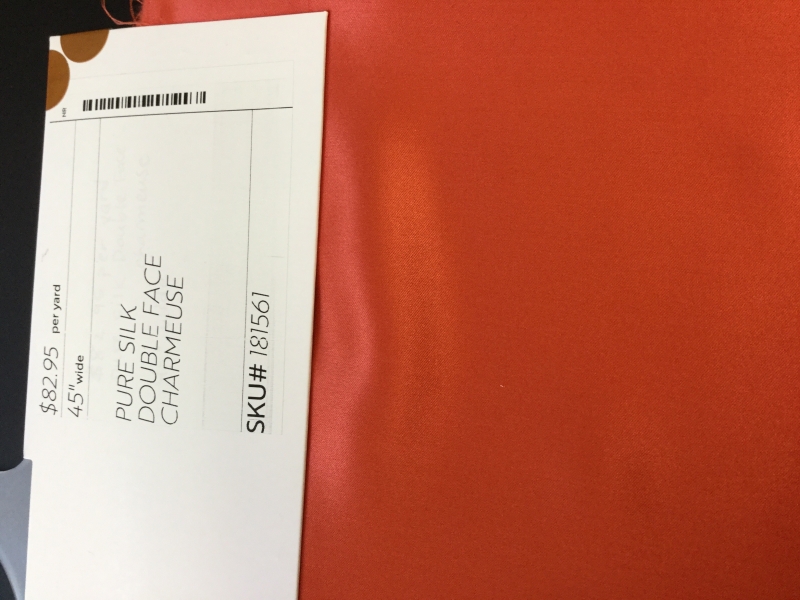 $82.95 per yard
45" wide
PURE SILK
DOUBLE FACE
CHARMEUSE
SKU# 181561